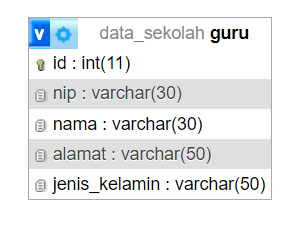 v data_sekolah guru
id : int(11)
nip : varchar(30)
nama : varchar(30)
alamat : varchar(50)
jenis_kelamin : varchar(50)